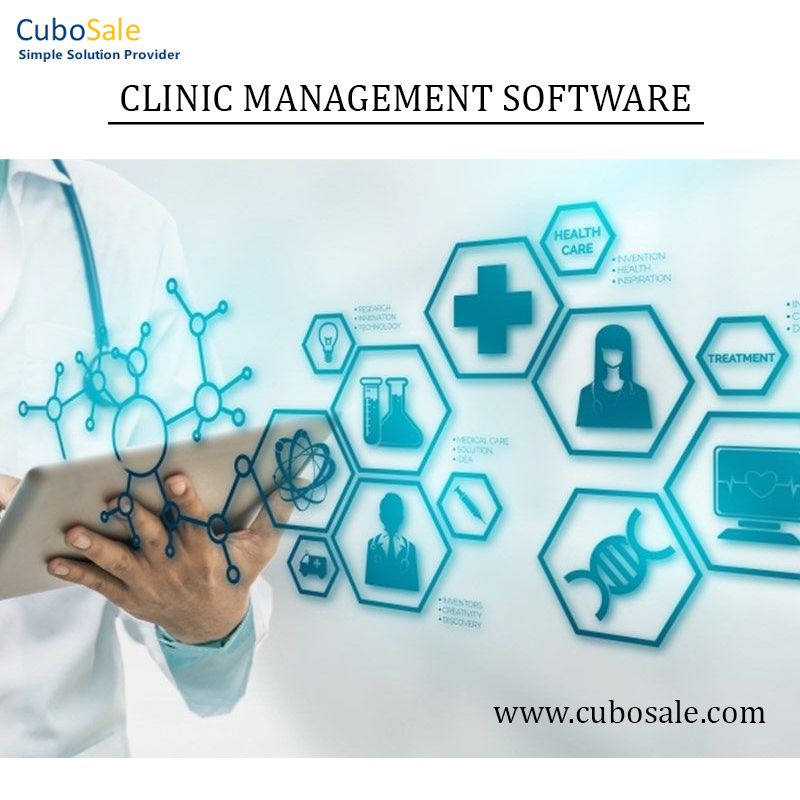 CuboSale
Simple Solution Provider
CLINIC MANAGEMENT SOFTWARE
HEALTH
CARE
• INVENTION
• HEALTH
• INSPIRATION
• RESEARCH
• INNOVATION
• TECHNOLOGY
TREATMENT
• MEDICAL CARE
• SOLUTION
• IDEA
• INVENTORS
• CREATIVITY
• DISCOVERY
www.cubosale.com